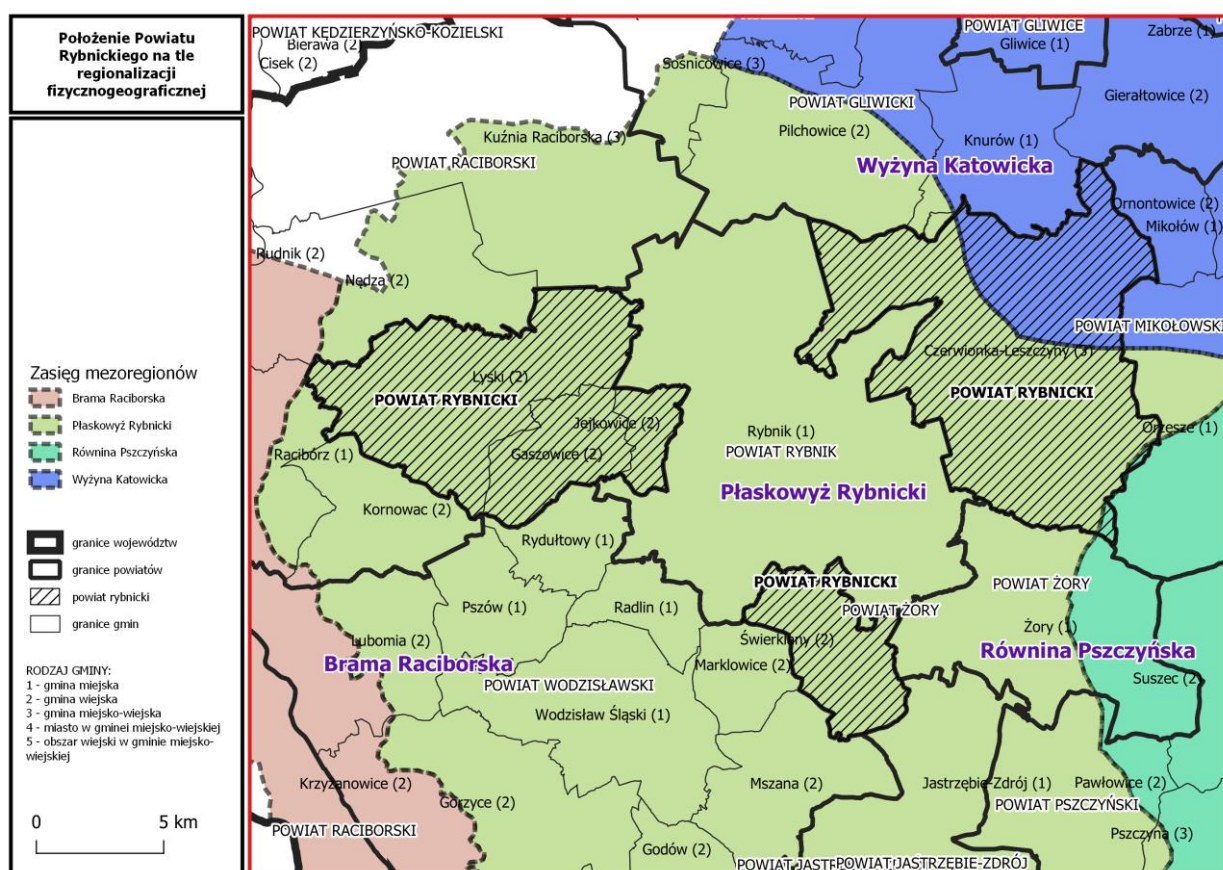 Położenie Powiatu
Rybnickiego na tle
regionalizacji
fizycznogeograficznej
Zasięg mezoregionów
Brama Raciborska
Płaskowyż Rybnicki
Równina Pszczyńska
Wyżyna Katowicka
granice województw
granice powiatów
powiat rybnicki
granice gmin
RODZAJ GMINY:
1 - gmina miejska
2 - gmina wiejska
3 - gmina miejsko-wiejska
4 - miasto w gminei miejsko-wiejskiej
5 - obszar wiejski w gminie miejsko-
wiejskiej
0 5 km
POWIAT KĘDZIERZYŃSKO-KOZIELSKI
Bierawa (2)
Cisek (2)
POWIAT GLIWICE
Gliwice (1)
Zabrze (1)
Sośnicowice (3)
POWIAT GLIWICKI
Gierałtowice (2)
Kuźnia Raciborska (3)
Pilchowice (2)
Knurów (1)
POWIAT RACIBORSKI
Wyżyna Katowicka
Ornontowice (2)
Mikołów (1)
Rudnik (2)
Nędza (2)
POWIAT MIKOŁOWSKI
Czerwionka-Leszczyny (3)
Lyski (2)
POWIAT RYBNICKI
POWIAT RYBNICKI
Jejkowice (2)
Rybnik (1)
Orzesze (1)
Racibórz (1)
Gaszowice (2)
POWIAT RYBNIK
Płaskowyż Rybnicki
Kornowac (2)
Rydułtowy (1)
POWIAT RYBNICKI
POWIAT ŻORY
Pszów (1)
Radlin (1)
POWIAT ŻORY
Żory (1)
Lubomia (2)
Świerklany (2)
Brama Raciborska
Marklowice (2)
Równina Pszczyńska
Suszec (2)
POWIAT WODZISŁAWSKI
Wodzisław Śląski (1)
Krzyżanowice (2)
Mszana (2)
Jastrzębie-Zdrój (1)
Pawłowice (2)
Gorzyce (2)
POWIAT PSZCZYŃSKI
POWIAT RACIBORSKI
Pszczyna (3)
Godów (2)
POWIAT JASTRZ
POWIAT JASTRZĘBIE-ZDRÓJ